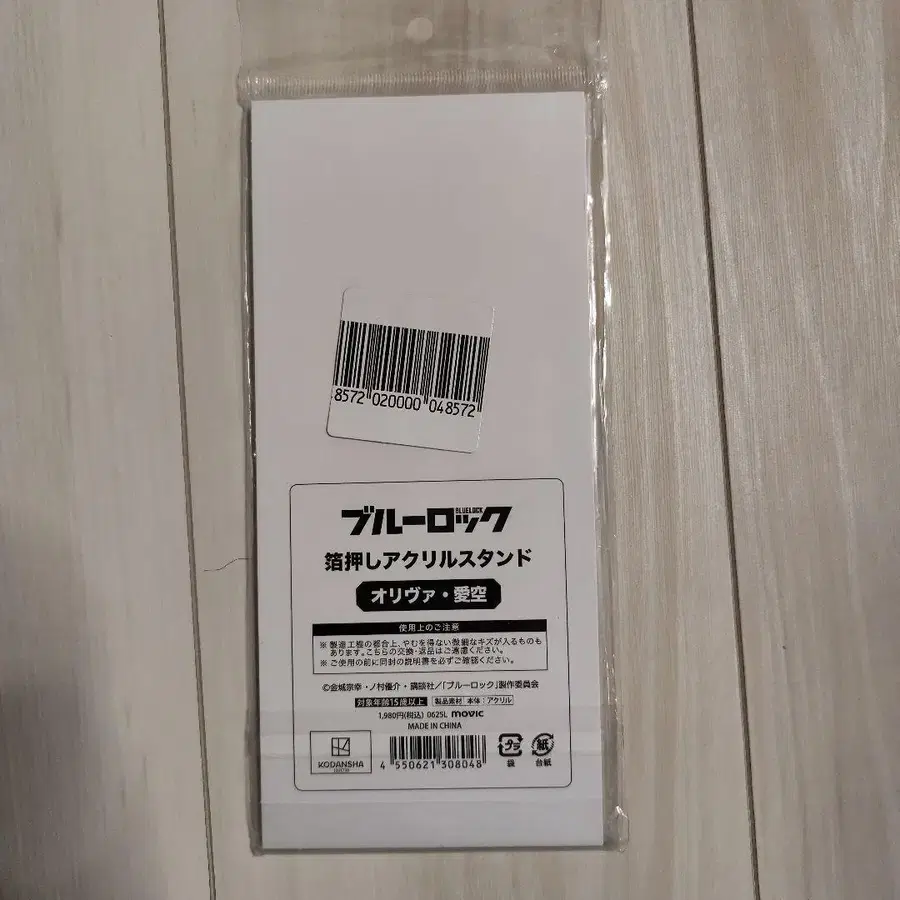 8572 020000 048572
ブルーロック
BLUELOCK
箔押しアクリルスタンド
オリヴァ・愛空
使用上のご注意
※製造工程の都合上、やむを得ない微細なキズが入るものも
あります。こちらの交換・返品はご遠慮ください。
※ご使用の前に同封の説明書を必ずご確認ください。
©金城宗幸・ノ村優介・講談社/「ブルーロック」製作委員会
対象年齢15歳以上 製品素材 本体:アクリル
1,980円(税込) 0625L movic
MADE IN CHINA
KODANSHA
4 550621 308048
プラ
袋
紙
台紙